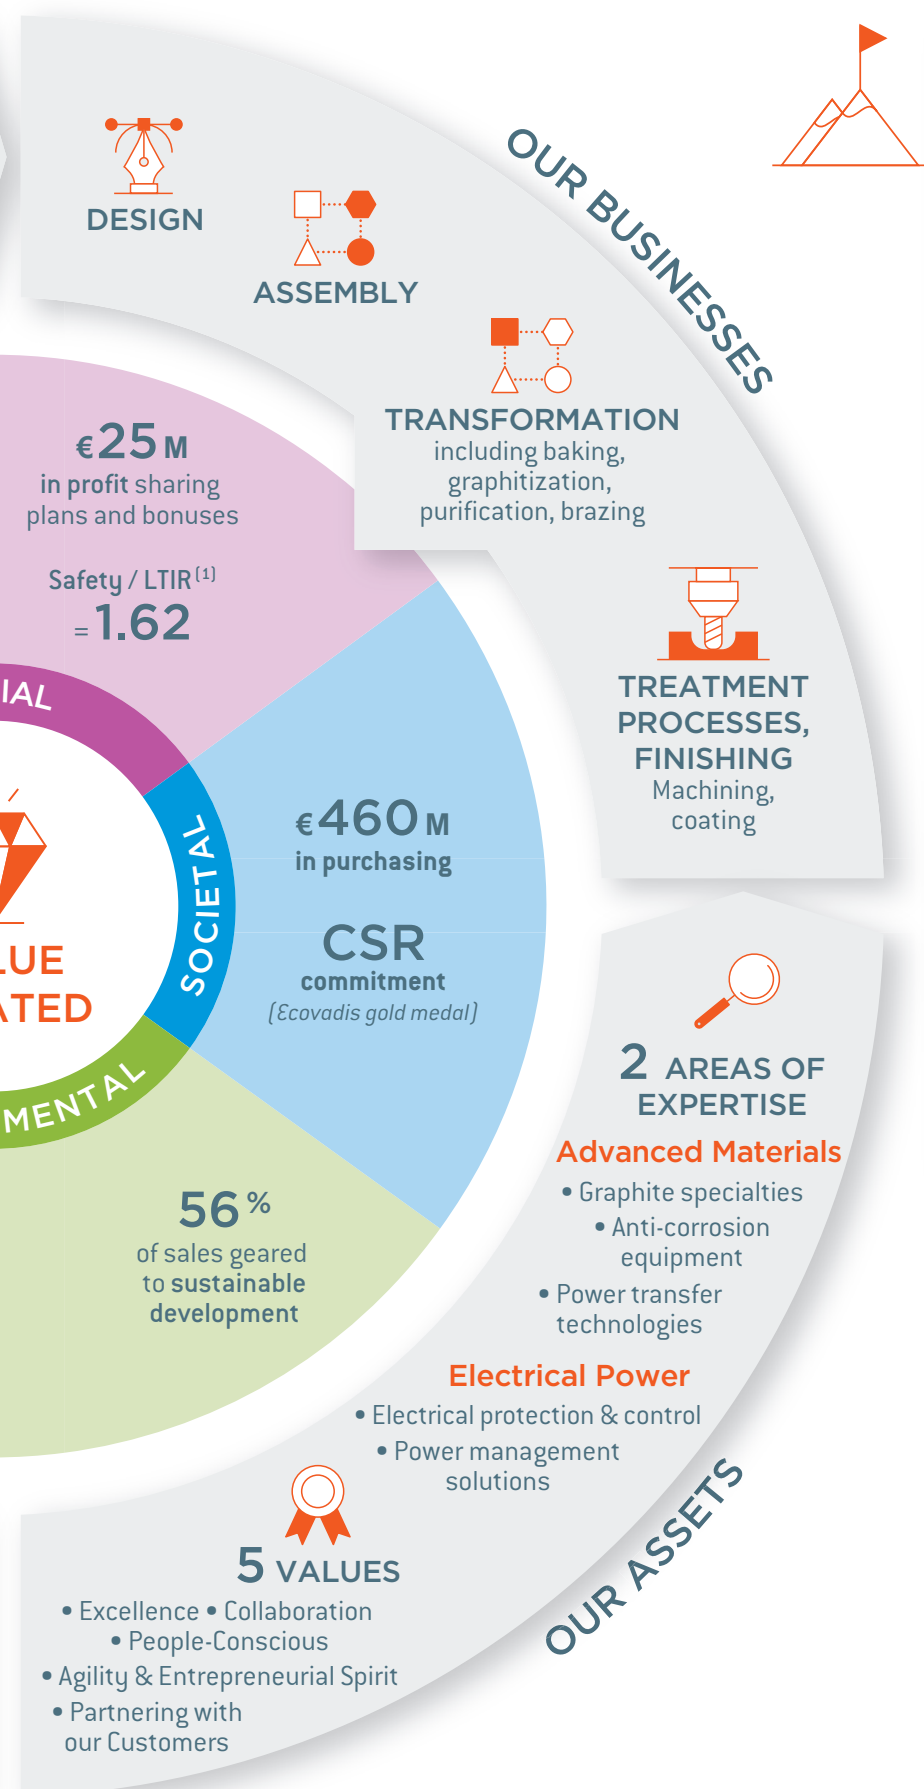 OUR BUSINESSES
DESIGN
ASSEMBLY
TRANSFORMATION
including baking,
graphitization,
purification, brazing
TREATMENT
PROCESSES,
FINISHING
Machining,
coating
€25 M
in profit sharing
plans and bonuses
Safety / LTIR (1)
= 1.62
IAL
SOCIETAL
€460 M
in purchasing
CSR
commitment
(Ecovadis gold medal)
LUE
ATED
MENTAL
56 %
of sales geared
to sustainable
development
2 AREAS OF
EXPERTISE
Advanced Materials
• Graphite specialties
• Anti-corrosion
equipment
• Power transfer
technologies
Electrical Power
• Electrical protection & control
• Power management
solutions
OUR ASSETS
5 VALUES
• Excellence • Collaboration
• People-Conscious
• Agility & Entrepreneurial Spirit
• Partnering with
our Customers